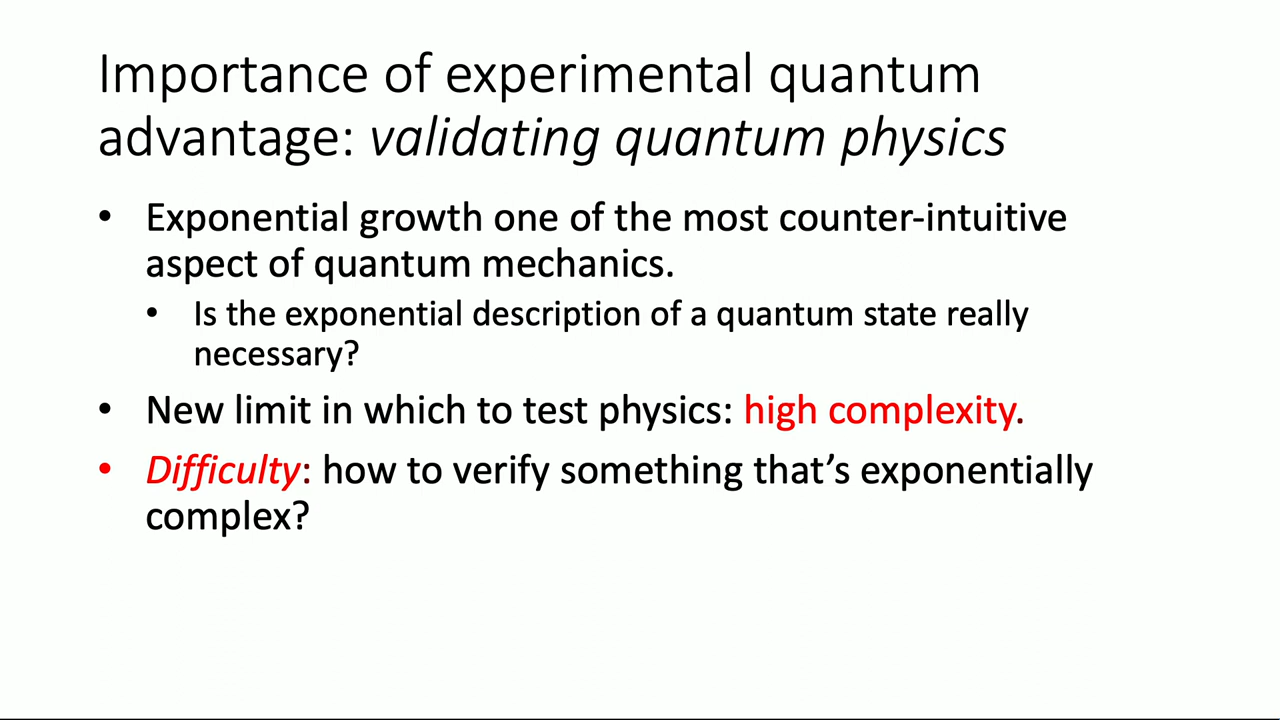 Importance of experimental quantum
advantage: validating quantum physics
• Exponential growth one of the most counter-intuitive
aspect of quantum mechanics.
• Is the exponential description of a quantum state really
necessary?
• New limit in which to test physics: high complexity.
• Difficulty: how to verify something that’s exponentially
complex?